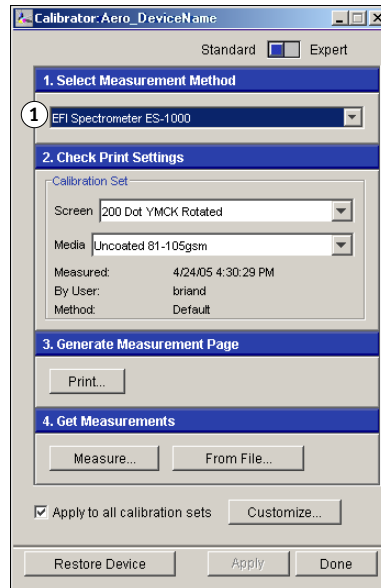 Calibrator: Aero_DeviceName
Standard Expert
1. Select Measurement Method
1
EFI Spectrometer ES-1000
2. Check Print Settings
Calibration Set
Screen 200 Dot YMCK Rotated
Media Uncoated 81-105gsm
Measured: 4/24/05 4:30:29 PM
By User: briand
Method: Default
3. Generate Measurement Page
Print...
4. Get Measurements
Measure... From File...
Apply to all calibration sets Customize...
Restore Device Apply Done